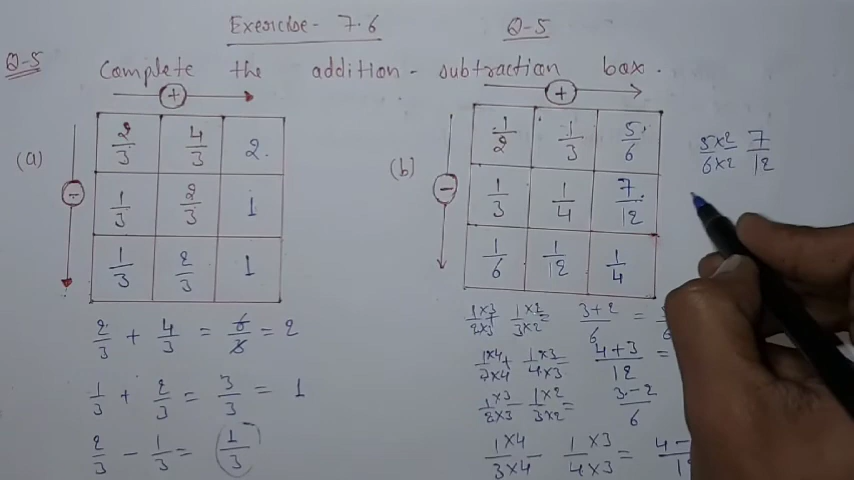 Exercise- 7.6 Q-5
Q-5 Complete the addition - subtraction box.
+ +
(a)
2/3 4/3 2
1/3 2/3 1
1/3 2/3 1
2/3 + 4/3 = 6/3 = 2
1/3 + 2/3 = 3/3 = 1
2/3 - 1/3 = 1/3
(b)
1/2 1/3 5/6
1/3 1/4 7/12
1/6 1/12 1/4
5×2/6×2 7/12
1×3/2×3 + 1×2/3×2 = 3+2/6 =
1×4/ + 1×3/4×3 = 4+3/12 =
1×3/2×3 - 1×2/3×2 = 3-2/6
1×4/3×4 - 1×3/4×3 = 4-